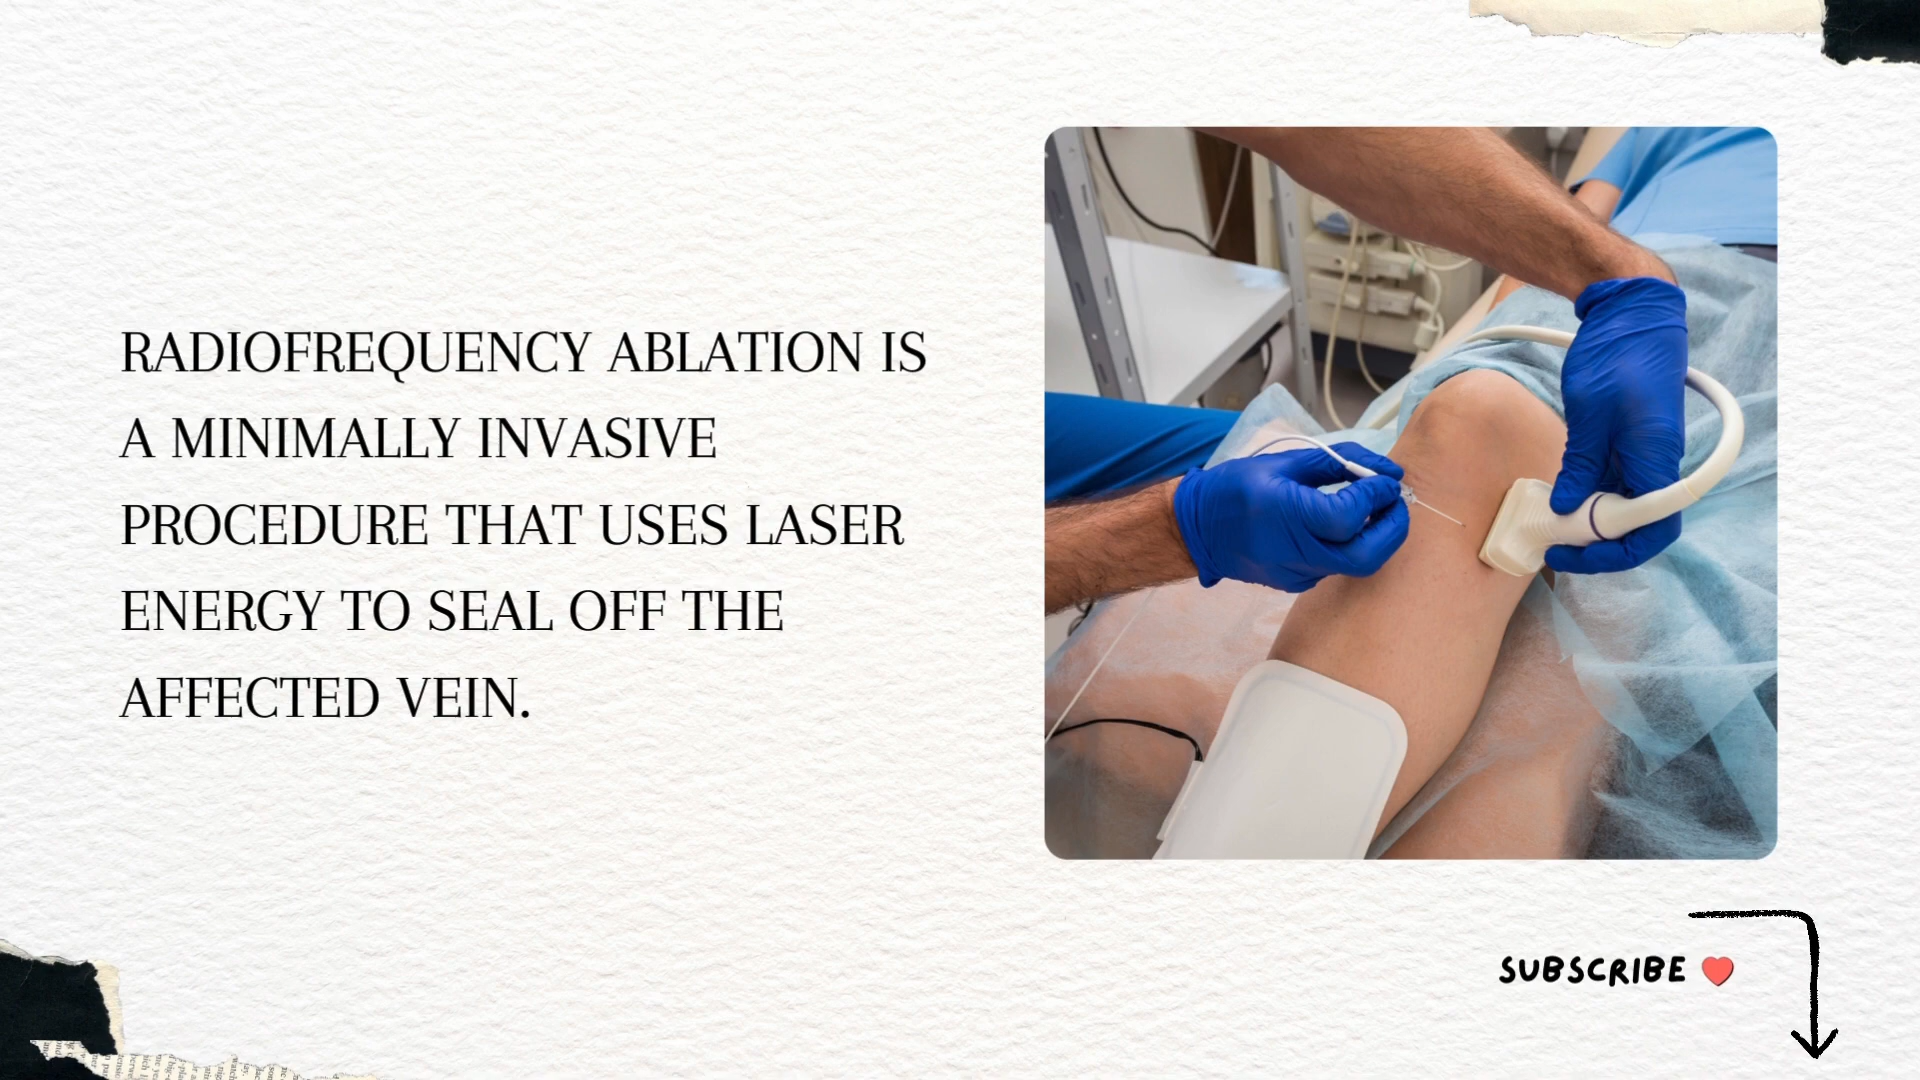 RADIOFREQUENCY ABLATION IS
A MINIMALLY INVASIVE
PROCEDURE THAT USES LASER
ENERGY TO SEAL OFF THE
AFFECTED VEIN.
SUBSCRIBE